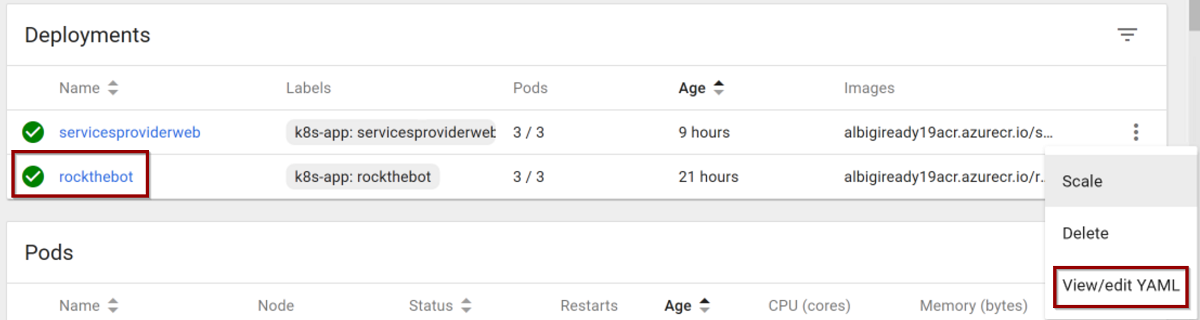 Deployments
Name Labels Pods Age Images
servicesproviderweb k8s-app: servicesproviderweb 3 / 3 9 hours albigiready19acr.azurecr.io/s...
rockthebot k8s-app: rockthebot 3 / 3 21 hours albigiready19acr.azurecr.io/r...
Scale
Delete
View/edit YAML
Pods
Name Node Status Restarts Age CPU (cores) Memory (bytes)